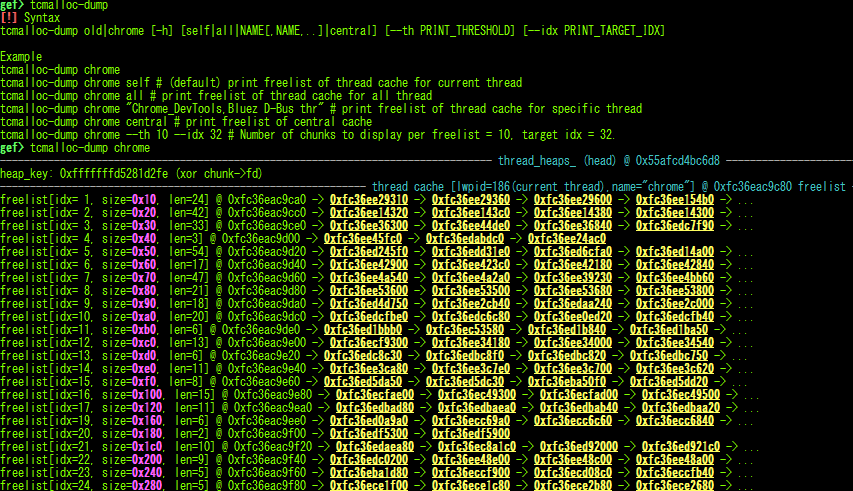 gef> tcmalloc-dump
[!] Syntax
tcmalloc-dump old|chrome [-h] [self|all|NAME[,NAME,..]|central] [--th PRINT_THRESHOLD] [--idx PRINT_TARGET_IDX]
Example
tcmalloc-dump chrome
tcmalloc-dump chrome self # (default) print freelist of thread cache for current thread
tcmalloc-dump chrome all # print freelist of thread cache for all thread
tcmalloc-dump chrome "Chrome_DevTools,Bluez D-Bus thr" # print freelist of thread cache for specific thread
tcmalloc-dump chrome central # print freelist of central cache
tcmalloc-dump chrome --th 10 --idx 32 # Number of chunks to display per freelist = 10, target idx = 32.
gef> tcmalloc-dump chrome
thread_heaps_ (head) @ 0x55afcd4bc6d8
heap_key: 0xfffffffd5281d2fe (xor chunk->fd)
thread cache [lwpid=186(current thread),name="chrome"] @ 0xfc36eac9c80 freelist
freelist[idx= 1, size=0x10, len=24] @ 0xfc36eac9ca0 -> 0xfc36ee29310 -> 0xfc36ee29360 -> 0xfc36ee29600 -> 0xfc36ee154b0 -> ...
freelist[idx= 2, size=0x20, len=42] @ 0xfc36eac9cc0 -> 0xfc36ee14320 -> 0xfc36ee143c0 -> 0xfc36ee14380 -> 0xfc36ee14300 -> ...
freelist[idx= 3, size=0x30, len=33] @ 0xfc36eac9ce0 -> 0xfc36ee36300 -> 0xfc36ee44de0 -> 0xfc36ee36840 -> 0xfc36edc7f90 -> ...
freelist[idx= 4, size=0x40, len=3] @ 0xfc36eac9d00 -> 0xfc36ee45fc0 -> 0xfc36edabdc0 -> 0xfc36ee24ac0
freelist[idx= 5, size=0x50, len=54] @ 0xfc36eac9d20 -> 0xfc36ed245f0 -> 0xfc36edd31e0 -> 0xfc36ed6cfa0 -> 0xfc36ed14a00 -> ...
freelist[idx= 6, size=0x60, len=17] @ 0xfc36eac9d40 -> 0xfc36ee42900 -> 0xfc36ee423c0 -> 0xfc36ee42180 -> 0xfc36ee42840 -> ...
freelist[idx= 7, size=0x70, len=47] @ 0xfc36eac9d60 -> 0xfc36ee4a540 -> 0xfc36ee4a2a0 -> 0xfc36ee39230 -> 0xfc36ee4bb60 -> ...
freelist[idx= 8, size=0x80, len=21] @ 0xfc36eac9d80 -> 0xfc36ee53600 -> 0xfc36ee53500 -> 0xfc36ee53680 -> 0xfc36ee53800 -> ...
freelist[idx= 9, size=0x90, len=18] @ 0xfc36eac9da0 -> 0xfc36ed4d750 -> 0xfc36ee2cb40 -> 0xfc36edaa240 -> 0xfc36ee2c000 -> ...
freelist[idx=10, size=0xa0, len=20] @ 0xfc36eac9dc0 -> 0xfc36edcfbe0 -> 0xfc36edc6c80 -> 0xfc36ee0ed20 -> 0xfc36edcfb40 -> ...
freelist[idx=11, size=0xb0, len=6] @ 0xfc36eac9de0 -> 0xfc36ed1bbb0 -> 0xfc36ec53580 -> 0xfc36ed1b840 -> 0xfc36ed1ba50 -> ...
freelist[idx=12, size=0xc0, len=13] @ 0xfc36eac9e00 -> 0xfc36ecf9300 -> 0xfc36ee34180 -> 0xfc36ee34000 -> 0xfc36ee34540 -> ...
freelist[idx=13, size=0xd0, len=6] @ 0xfc36eac9e20 -> 0xfc36edc8c30 -> 0xfc36edbc8f0 -> 0xfc36edbc820 -> 0xfc36edbc750 -> ...
freelist[idx=14, size=0xe0, len=11] @ 0xfc36eac9e40 -> 0xfc36ee3ca80 -> 0xfc36ee3c7e0 -> 0xfc36ee3c700 -> 0xfc36ee3c620 -> ...
freelist[idx=15, size=0xf0, len=8] @ 0xfc36eac9e60 -> 0xfc36ed5da50 -> 0xfc36ed5dc30 -> 0xfc36eba50f0 -> 0xfc36ed5dd20 -> ...
freelist[idx=16, size=0x100, len=15] @ 0xfc36eac9e80 -> 0xfc36ecfae00 -> 0xfc36ec49300 -> 0xfc36ecfad00 -> 0xfc36ec49500 -> ...
freelist[idx=17, size=0x120, len=11] @ 0xfc36eac9ea0 -> 0xfc36edbad80 -> 0xfc36edbaea0 -> 0xfc36edbab40 -> 0xfc36edbaa20 -> ...
freelist[idx=19, size=0x160, len=6] @ 0xfc36eac9ee0 -> 0xfc36ed0a9a0 -> 0xfc36ecc69a0 -> 0xfc36ecc6c60 -> 0xfc36ecc6840 -> ...
freelist[idx=20, size=0x180, len=2] @ 0xfc36eac9f00 -> 0xfc36edf5300 -> 0xfc36edf5900
freelist[idx=21, size=0x1c0, len=10] @ 0xfc36eac9f20 -> 0xfc36edaea80 -> 0xfc36ec8a1c0 -> 0xfc36ed92000 -> 0xfc36ed921c0 -> ...
freelist[idx=22, size=0x200, len=9] @ 0xfc36eac9f40 -> 0xfc36edc0200 -> 0xfc36ee48e00 -> 0xfc36ee48c00 -> 0xfc36ee48a00 -> ...
freelist[idx=23, size=0x240, len=5] @ 0xfc36eac9f60 -> 0xfc36eba1d80 -> 0xfc36eccf900 -> 0xfc36ecd08c0 -> 0xfc36eccfb40 -> ...
freelist[idx=24, size=0x280, len=5] @ 0xfc36eac9f80 -> 0xfc36ece1f00 -> 0xfc36ece1c80 -> 0xfc36ece2b80 -> 0xfc36ece2680 -> ...